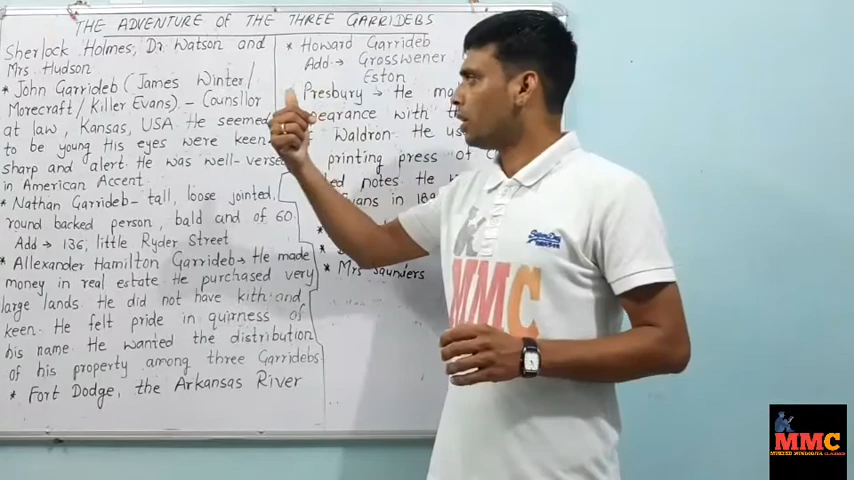 THE ADVENTURE OF THE THREE GARRIDEBS
Sherlock Holmes, Dr Watson and
Mrs Hudson
* John Garrideb (James Winter/
Morecraft/ Killer Evans) – Counsllor
at law, Kansas, USA. He seemed
to be young. His eyes were keen,
sharp and alert. He was well-versed
in American Accent.
* Nathan Garrideb – tall, loose jointed,
round backed person, bald and of 60.
Add → 136, Little Ryder Street
* Allexander Hamilton Garrideb → He made
money in real estate. He purchased very
large lands. He did not have kith and
keen. He felt pride in quirness of
his name. He wanted the distribution
of his property among three Garridebs.
* Fort Dodge, the Arkansas River
* Howard Garrideb
Add → Grosswener
Eston
Presbury → He
with
Waldron. He
printing press
notes
Evans in
* Mrs Saunders
SuperDry
MMC
MMC